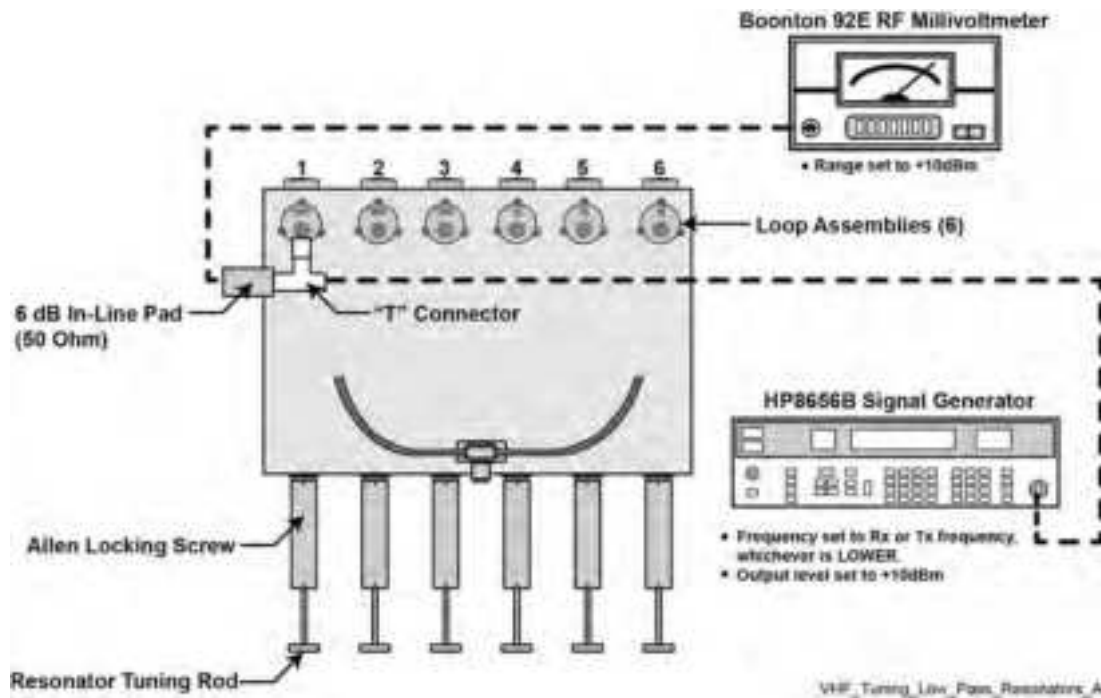 Boonton 92E RF Millivoltmeter
• Range set to +10dBm
1 2 3 4 5 6
Loop Assemblies (6)
6 dB In-Line Pad
(50 Ohm)
"T" Connector
HP8656B Signal Generator
• Frequency set to Rx or Tx frequency,
whichever is LOWER.
• Output level set to +10dBm
Allen Locking Screw
Resonator Tuning Rod
VHF_Tuning_Low_Pass_Resonators_A